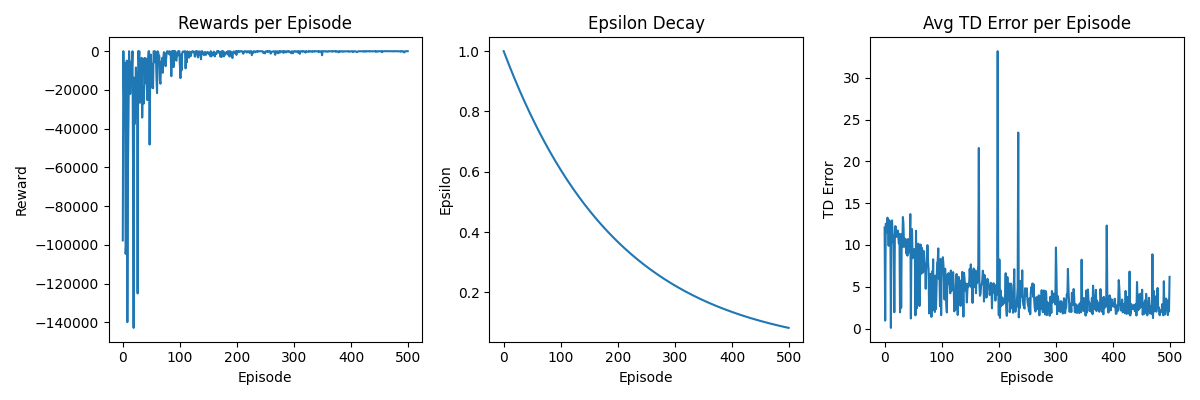 Rewards per Episode
0
−20000
−40000
−60000
−80000
−100000
−120000
−140000
Reward
0 100 200 300 400 500
Episode
Epsilon Decay
1.0
0.8
0.6
0.4
0.2
Epsilon
0 100 200 300 400 500
Episode
Avg TD Error per Episode
30
25
20
15
10
5
0
TD Error
0 100 200 300 400 500
Episode